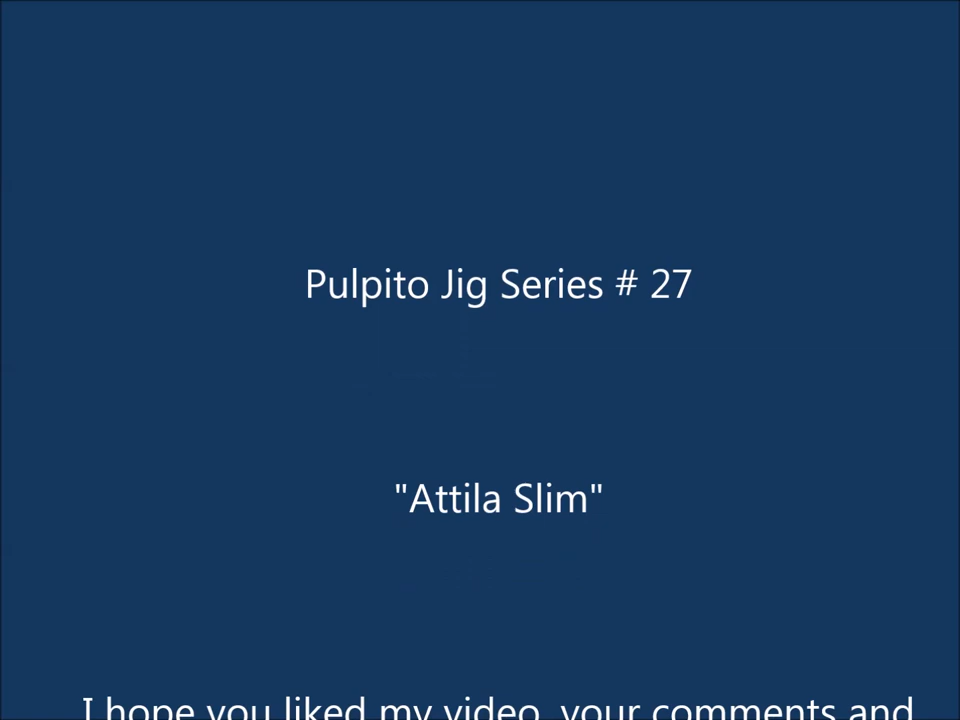 Pulpito Jig Series # 27
"Attila Slim"
I hope you liked my video, your comments and